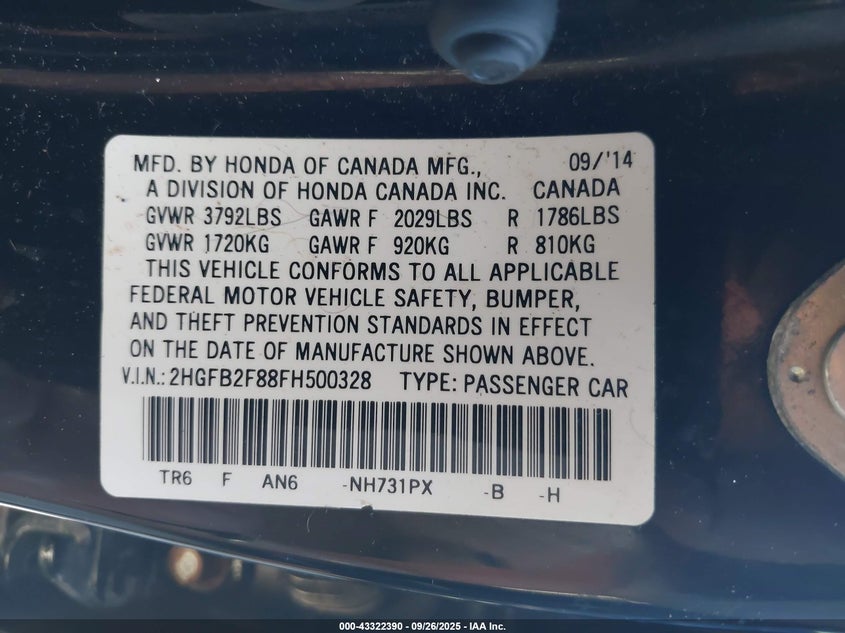 MFD. BY HONDA OF CANADA MFG., 09/'14
A DIVISION OF HONDA CANADA INC. CANADA
GVWR 3792LBS GAWR F 2029LBS R 1786LBS
GVWR 1720KG GAWR F 920KG R 810KG
THIS VEHICLE CONFORMS TO ALL APPLICABLE
FEDERAL MOTOR VEHICLE SAFETY, BUMPER,
AND THEFT PREVENTION STANDARDS IN EFFECT
ON THE DATE OF MANUFACTURE SHOWN ABOVE.
V.I.N.: 2HGFB2F88FH500328 TYPE: PASSENGER CAR
TR6 F AN6 -NH731PX -B -H
000-43322390 - 09/26/2025 - IAA Inc.